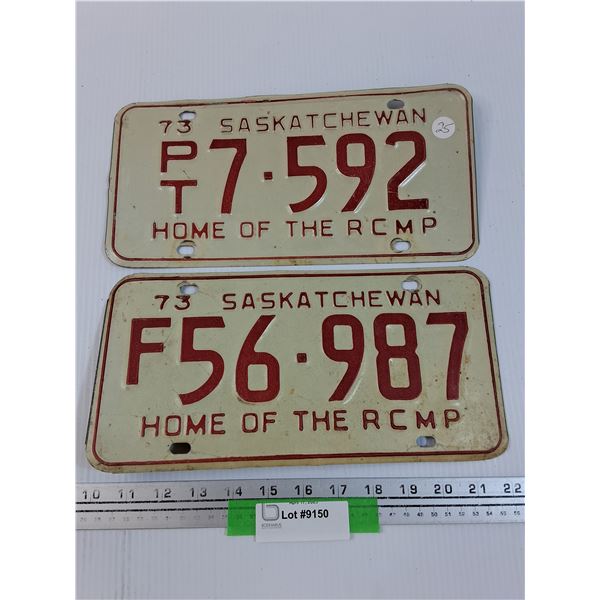 73 SASKATCHEWAN
25
PT 7·592
HOME OF THE RCMP
73 SASKATCHEWAN
F56·987
HOME OF THE RCMP
10 11 12 13 14 15 16 17 18 19 20 21 22
Lot #9150